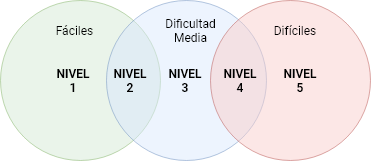 Fáciles
Dificultad
Media
Difíciles
NIVEL
1
NIVEL
2
NIVEL
3
NIVEL
4
NIVEL
5